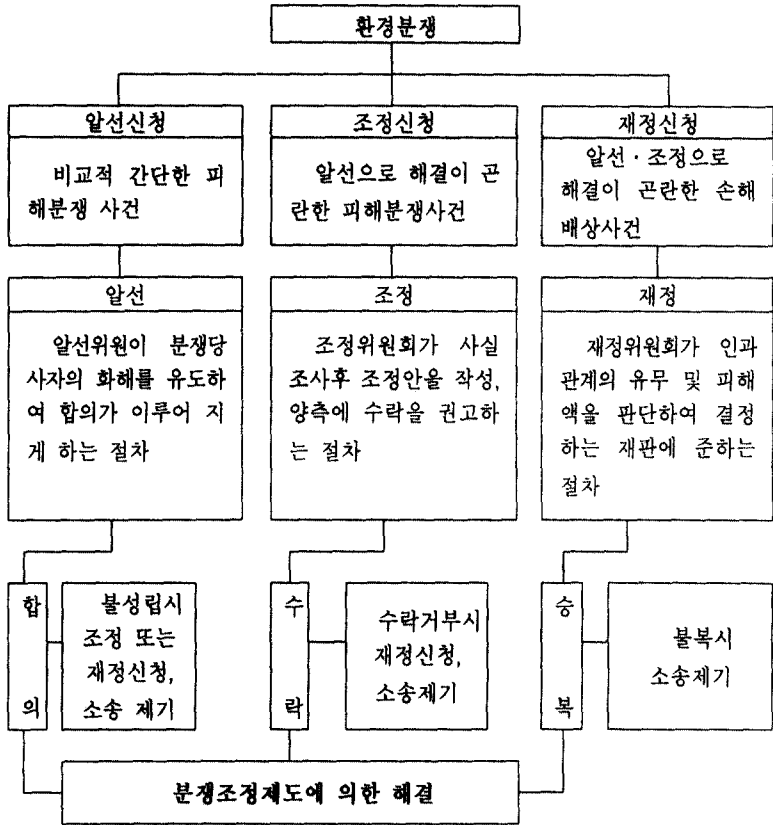 환경분쟁
알선신청
비교적 간단한 피
해분쟁 사건
조정신청
알선으로 해결이 곤
란한 피해분쟁사건
재정신청
알선·조정으로
해결이 곤란한 손해
배상사건
알선
알선위원이 분쟁당
사자의 화해를 유도하
여 합의가 이루어 지
게 하는 절차
조정
조정위원회가 사실
조사후 조정안을 작성,
양측에 수락을 권고하
는 절차
재정
재정위원회가 인과
관계의 유무 및 피해
액을 판단하여 결정
하는 재판에 준하는
절차
합
의
불성립시
조정 또는
재정신청,
소송 제기
수
락
수락거부시
재정신청,
소송제기
승
복
불복시
소송제기
분쟁조정제도에 의한 해결